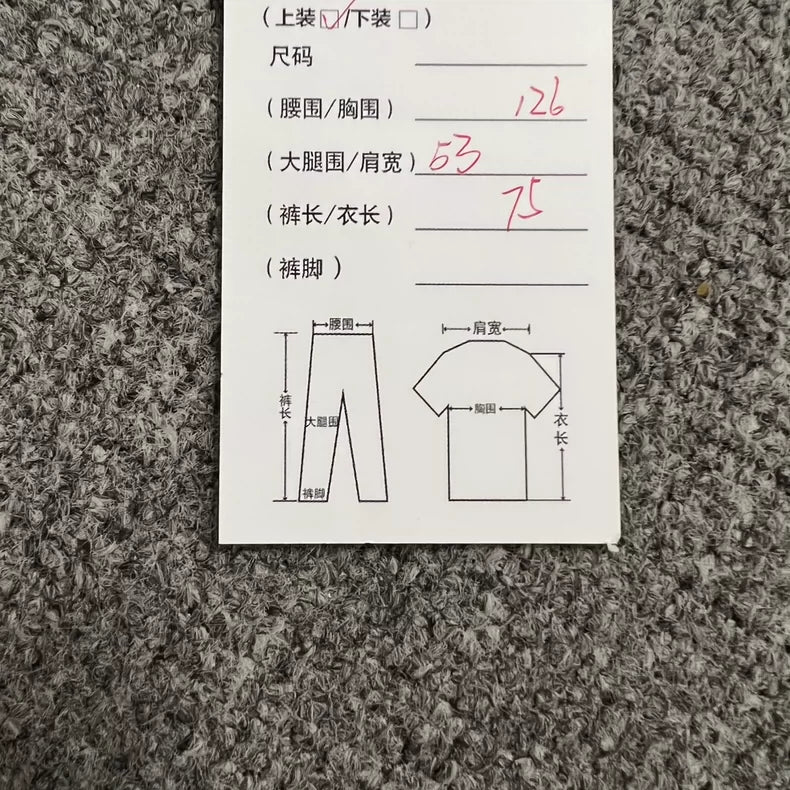 (上装☑/下装□)
尺码
(腰围/胸围) 126
(大腿围/肩宽) 53
(裤长/衣长) 75
(裤脚)
腰围
肩宽
裤长
大腿围
胸围
衣长
裤脚